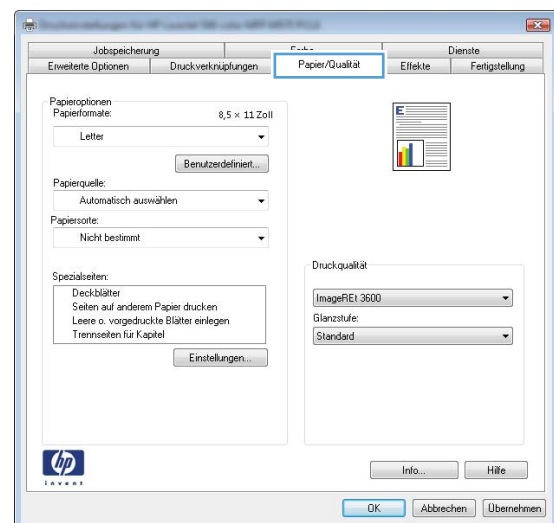 Jobspeicherung Farbe Dienste
Erweiterte Optionen Druckverknüpfungen Papier/Qualität Effekte Fertigstellung
Papieroptionen
Papierformate: 8,5 × 11 Zoll
Letter
Benutzerdefiniert...
Papierquelle:
Automatisch auswählen
Papiersorte:
Nicht bestimmt
Spezialseiten:
Deckblätter
Seiten auf anderem Papier drucken
Leere o. vorgedruckte Blätter einlegen
Trennseiten für Kapitel
Einstellungen...
E
Druckqualität
ImageREt 3600
Glanzstufe:
Standard
hp
invent
Info... Hilfe
OK Abbrechen Übernehmen